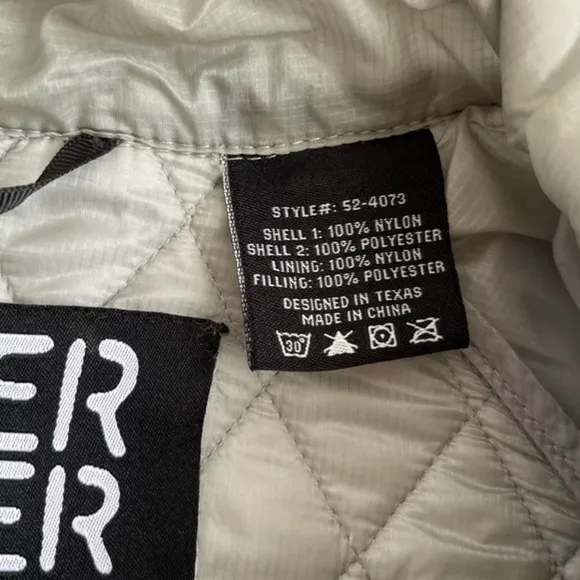 STYLE#: 52-4073
SHELL 1: 100% NYLON
SHELL 2: 100% POLYESTER
LINING: 100% NYLON
FILLING: 100% POLYESTER
DESIGNED IN TEXAS
MADE IN CHINA
30°
ER
ER